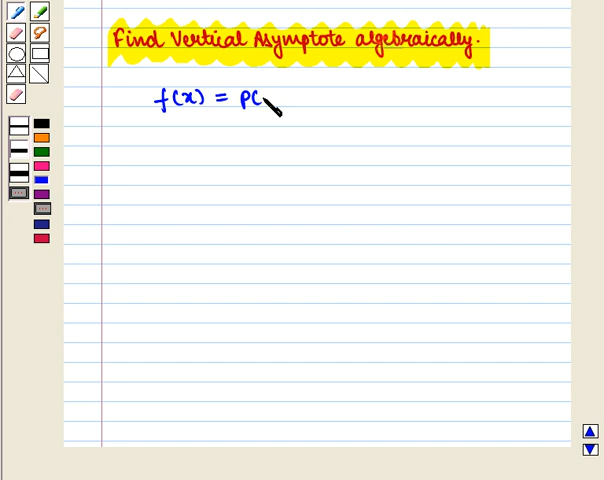 Find Vertical Asymptote algebraically.
f(x) = p(